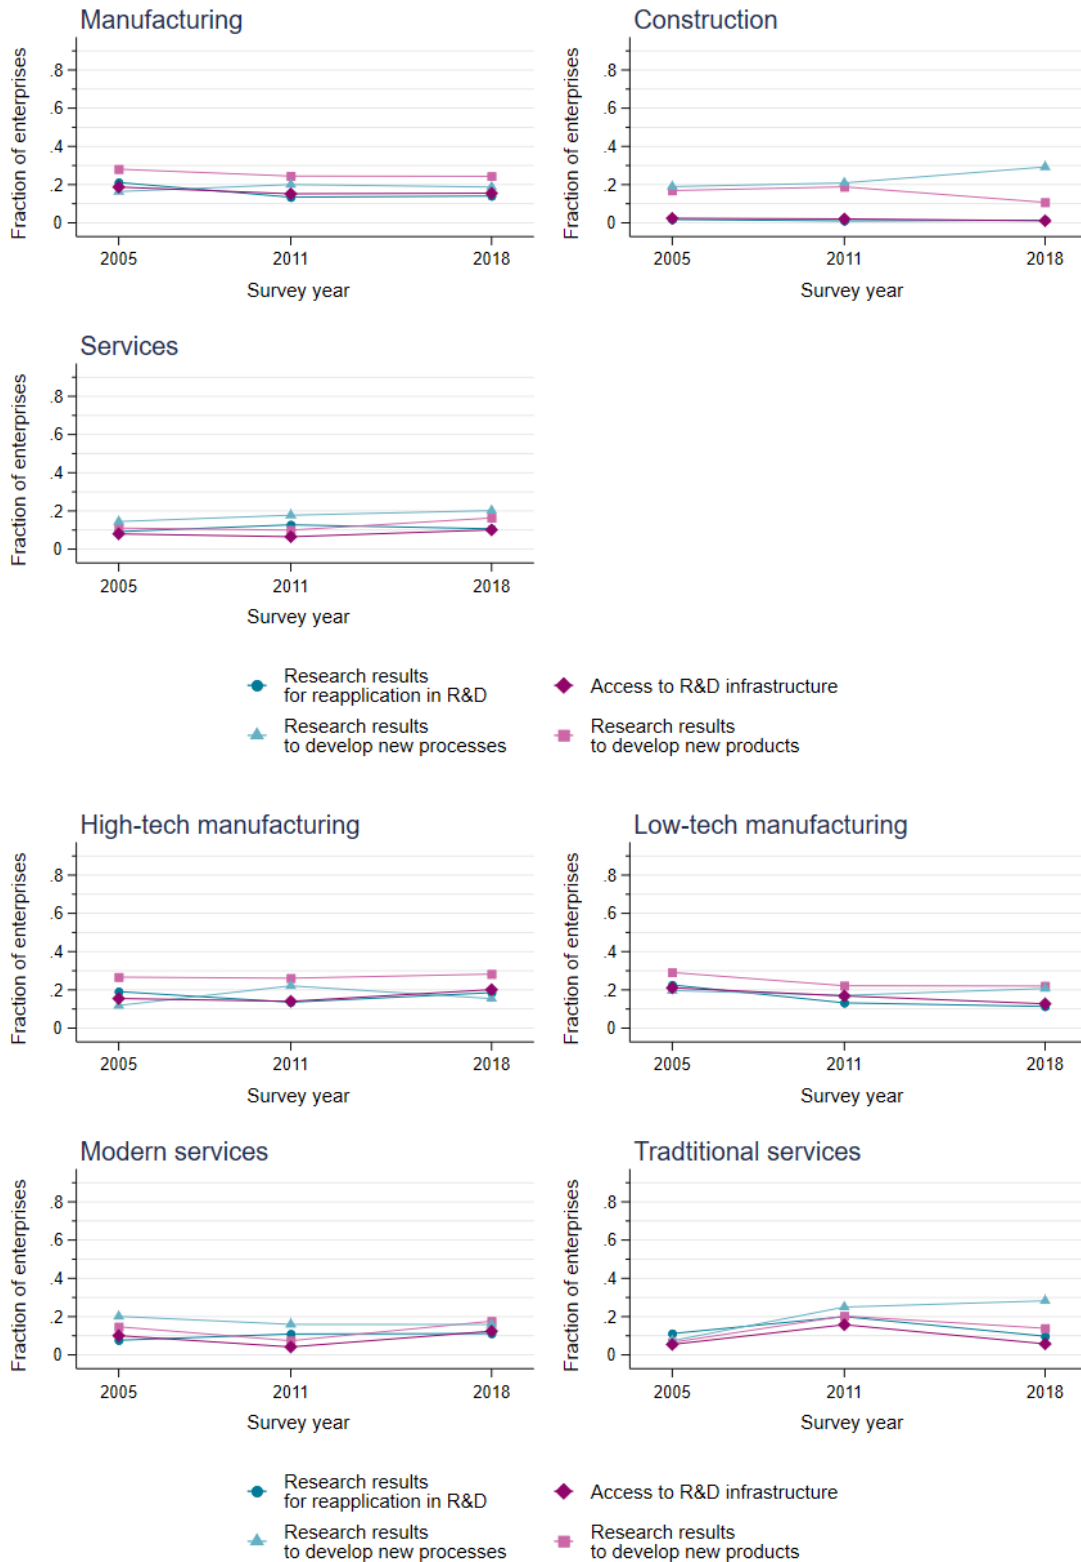 Manufacturing
Fraction of enterprises
.8
.6
.4
.2
0
2005 2011 2018
Survey year
Construction
Fraction of enterprises
.8
.6
.4
.2
0
2005 2011 2018
Survey year
Services
Fraction of enterprises
.8
.6
.4
.2
0
2005 2011 2018
Survey year
Research results
for reapplication in R&D
Access to R&D infrastructure
Research results
to develop new processes
Research results
to develop new products
High-tech manufacturing
Fraction of enterprises
.8
.6
.4
.2
0
2005 2011 2018
Survey year
Low-tech manufacturing
Fraction of enterprises
.8
.6
.4
.2
0
2005 2011 2018
Survey year
Modern services
Fraction of enterprises
.8
.6
.4
.2
0
2005 2011 2018
Survey year
Tradtitional services
Fraction of enterprises
.8
.6
.4
.2
0
2005 2011 2018
Survey year
Research results
for reapplication in R&D
Access to R&D infrastructure
Research results
to develop new processes
Research results
to develop new products